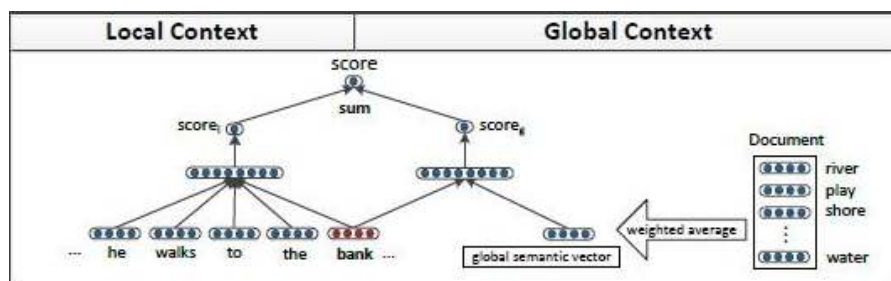 Local Context Global Context
score
sum
scoreₗ score_g
Document
river
play
shore
⋮
water
weighted average
... he walks to the bank ...
global semantic vector